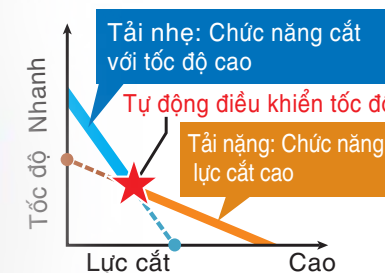 Tải nhẹ: Chức năng cắt
với tốc độ cao
Tự động điều khiển tốc độ
Tải nặng: Chức năng
lực cắt cao
Tốc độ Nhanh
Lực cắt Cao